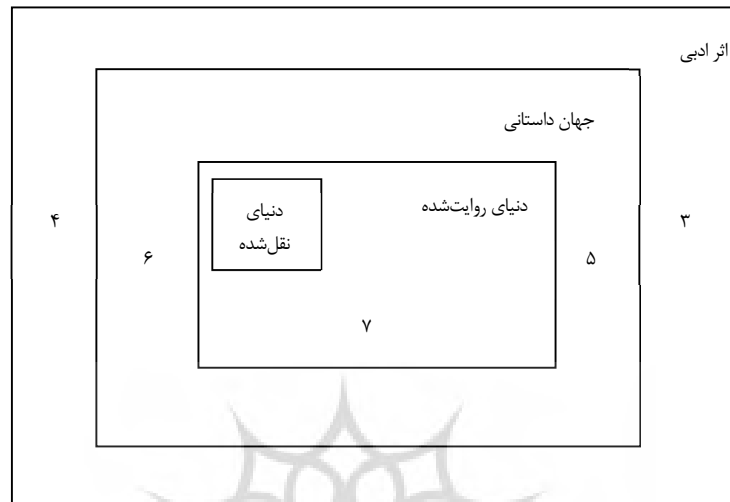 اثر ادبی
جهان داستانی
دنیای روایت‌شده
دنیای
نقل‌شده
۳
۴
۵
۶
۷